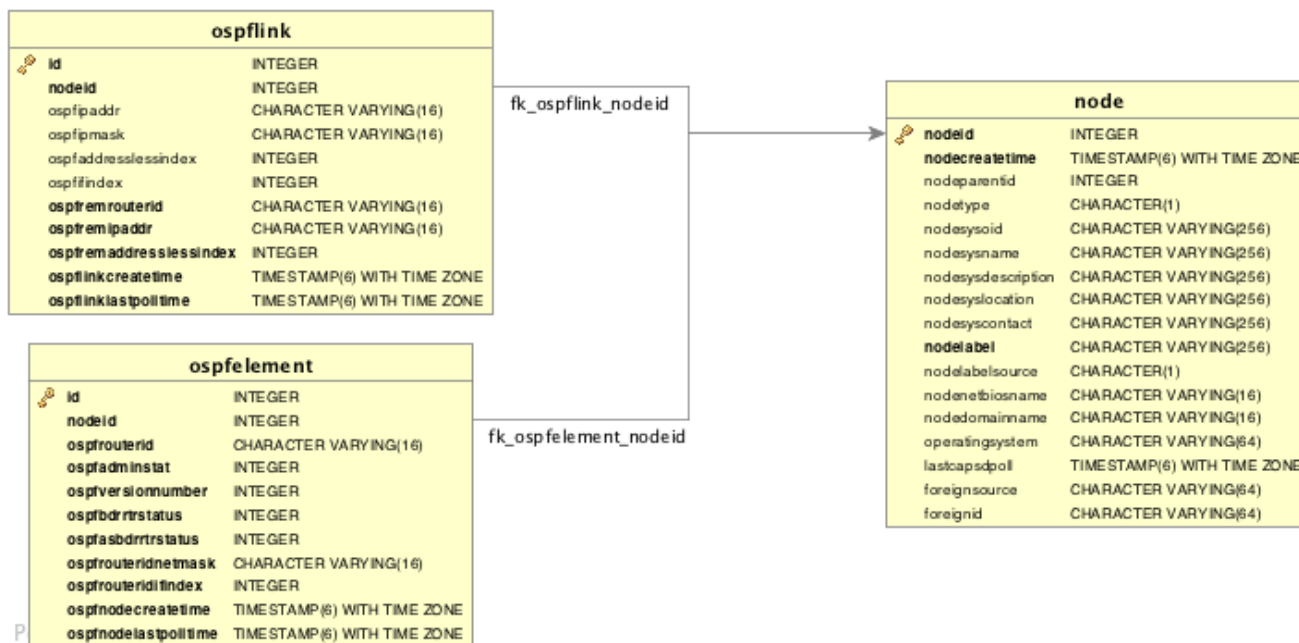 ospflink
id INTEGER
nodeid INTEGER
ospfipaddr CHARACTER VARYING(16)
ospfipmask CHARACTER VARYING(16)
ospfaddresslessindex INTEGER
ospfifindex INTEGER
ospfremrouterid CHARACTER VARYING(16)
ospfremipaddr CHARACTER VARYING(16)
ospfremaddresslessindex INTEGER
ospflinkcreatetime TIMESTAMP(6) WITH TIME ZONE
ospflinklastpolltime TIMESTAMP(6) WITH TIME ZONE
fk_ospflink_nodeid
ospfelement
id INTEGER
nodeid INTEGER
ospfrouterid CHARACTER VARYING(16)
ospfadminstat INTEGER
ospfversionnumber INTEGER
ospfbdrrtrstatus INTEGER
ospfasbdrrtrstatus INTEGER
ospfrouteridnetmask CHARACTER VARYING(16)
ospfrouteridifindex INTEGER
ospfnodecreatetime TIMESTAMP(6) WITH TIME ZONE
ospfnodelastpolltime TIMESTAMP(6) WITH TIME ZONE
fk_ospfelement_nodeid
node
nodeid INTEGER
nodecreatetime TIMESTAMP(6) WITH TIME ZONE
nodeparentid INTEGER
nodetype CHARACTER(1)
nodesysoid CHARACTER VARYING(256)
nodesysname CHARACTER VARYING(256)
nodesysdescription CHARACTER VARYING(256)
nodesyslocation CHARACTER VARYING(256)
nodesyscontact CHARACTER VARYING(256)
nodelabel CHARACTER VARYING(256)
nodelabelsource CHARACTER(1)
nodenetbiosname CHARACTER VARYING(16)
nodedomainname CHARACTER VARYING(16)
operatingsystem CHARACTER VARYING(64)
lastcapsdpoll TIMESTAMP(6) WITH TIME ZONE
foreignsource CHARACTER VARYING(64)
foreignid CHARACTER VARYING(64)